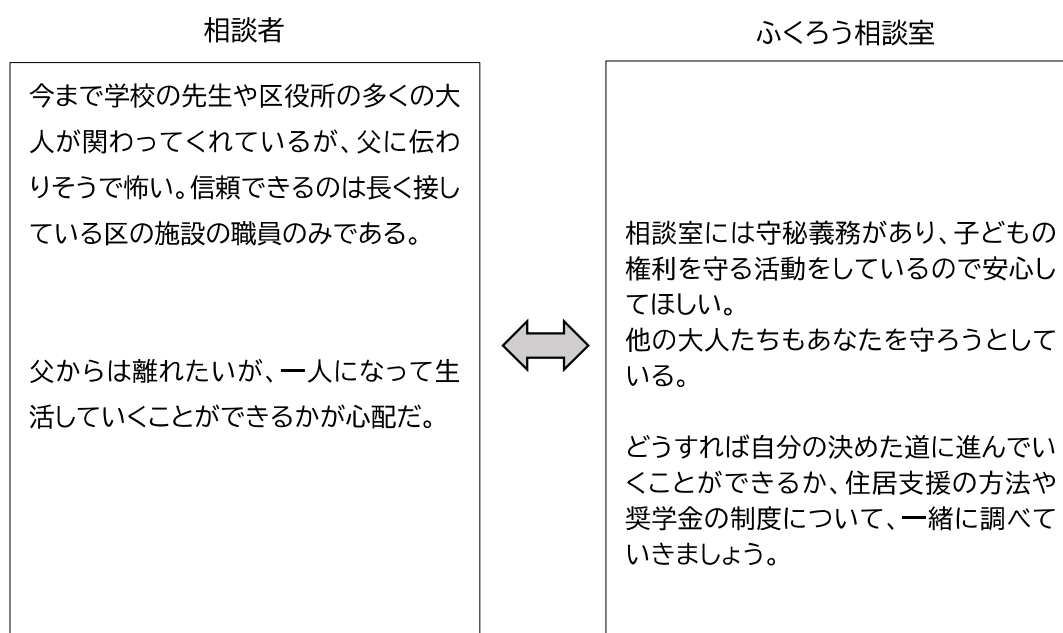 相談者
今まで学校の先生や区役所の多くの大
人が関わってくれているが、父に伝わ
りそうで怖い。信頼できるのは長く接し
ている区の施設の職員のみである。
父からは離れたいが、一人になって生
活していくことができるかが心配だ。
ふくろう相談室
相談室には守秘義務があり、子どもの
権利を守る活動をしているので安心し
てほしい。
他の大人たちもあなたを守ろうとして
いる。
どうすれば自分の決めた道に進んでい
くことができるか、住居支援の方法や
奨学金の制度について、一緒に調べて
いきましょう。